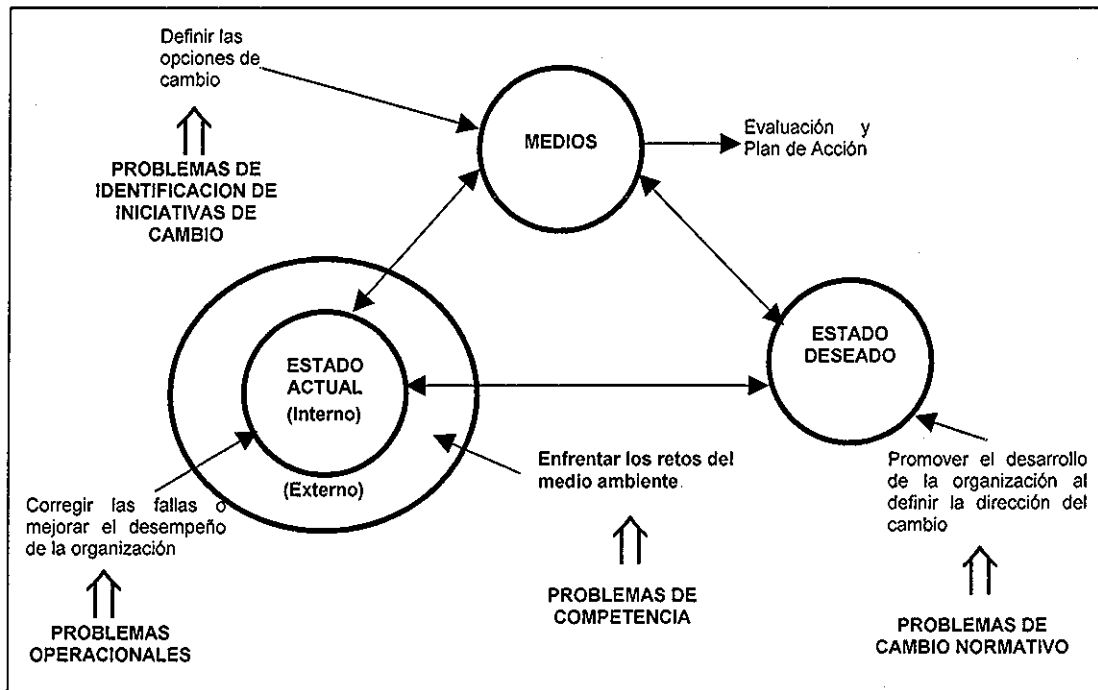 Definir las
opciones de
cambio
PROBLEMAS DE
IDENTIFICACION DE
INICIATIVAS DE
CAMBIO
MEDIOS
Evaluación y
Plan de Acción
ESTADO
ACTUAL
(Interno)
(Externo)
ESTADO
DESEADO
Corregir las fallas o
mejorar el desempeño
de la organización
PROBLEMAS
OPERACIONALES
Enfrentar los retos del
medio ambiente.
PROBLEMAS DE
COMPETENCIA
Promover el desarrollo
de la organización al
definir la dirección del
cambio
PROBLEMAS DE
CAMBIO NORMATIVO